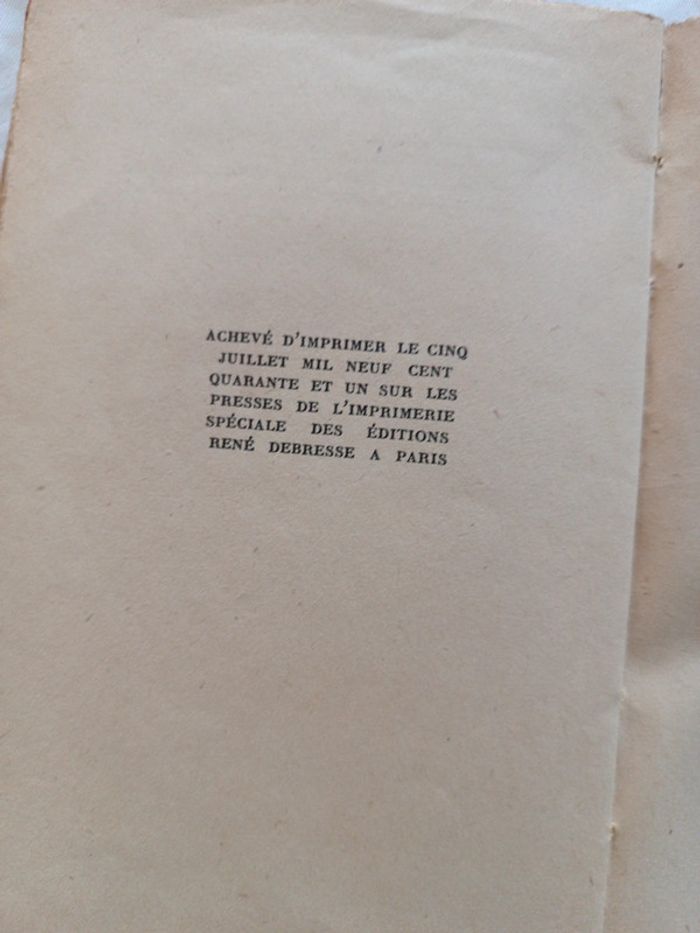 ACHEVÉ D'IMPRIMER LE CINQ
JUILLET MIL NEUF CENT
QUARANTE ET UN SUR LES
PRESSES DE L'IMPRIMERIE
SPÉCIALE DES ÉDITIONS
RENÉ DEBRESSE A PARIS